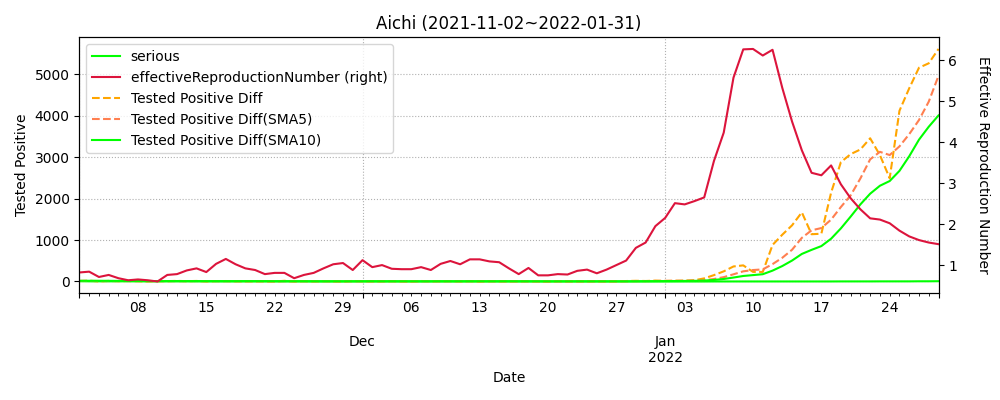 Aichi (2021-11-02~2022-01-31)
serious
effectiveReproductionNumber (right)
Tested Positive Diff
Tested Positive Diff(SMA5)
Tested Positive Diff(SMA10)
Tested Positive
5000
4000
3000
2000
1000
0
6
5
4
3
2
1
Effective Reproduction Number
08 15 22 29 06 13 20 27 03 10 17 24
Dec Jan
2022
Date